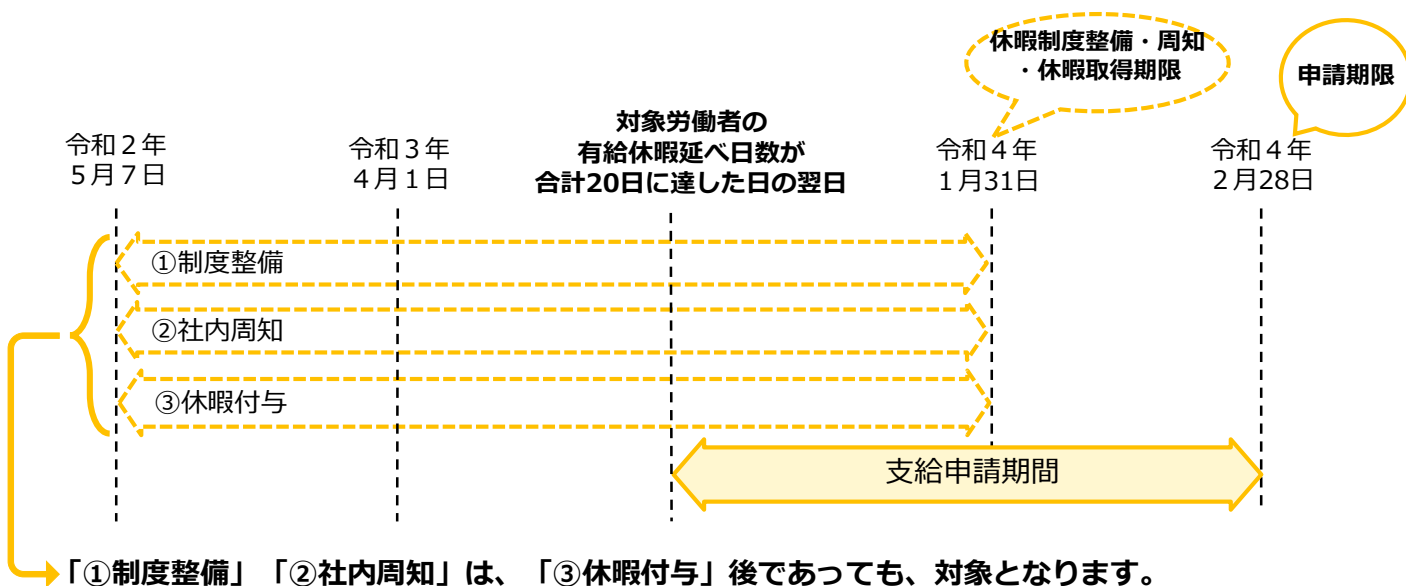 休暇制度整備・周知
・休暇取得期限
申請期限
令和２年
５月７日
令和３年
４月１日
対象労働者の
有給休暇延べ日数が
合計20日に達した日の翌日
令和４年
１月31日
令和４年
２月28日
①制度整備
②社内周知
③休暇付与
支給申請期間
「①制度整備」「②社内周知」は、「③休暇付与」後であっても、対象となります。